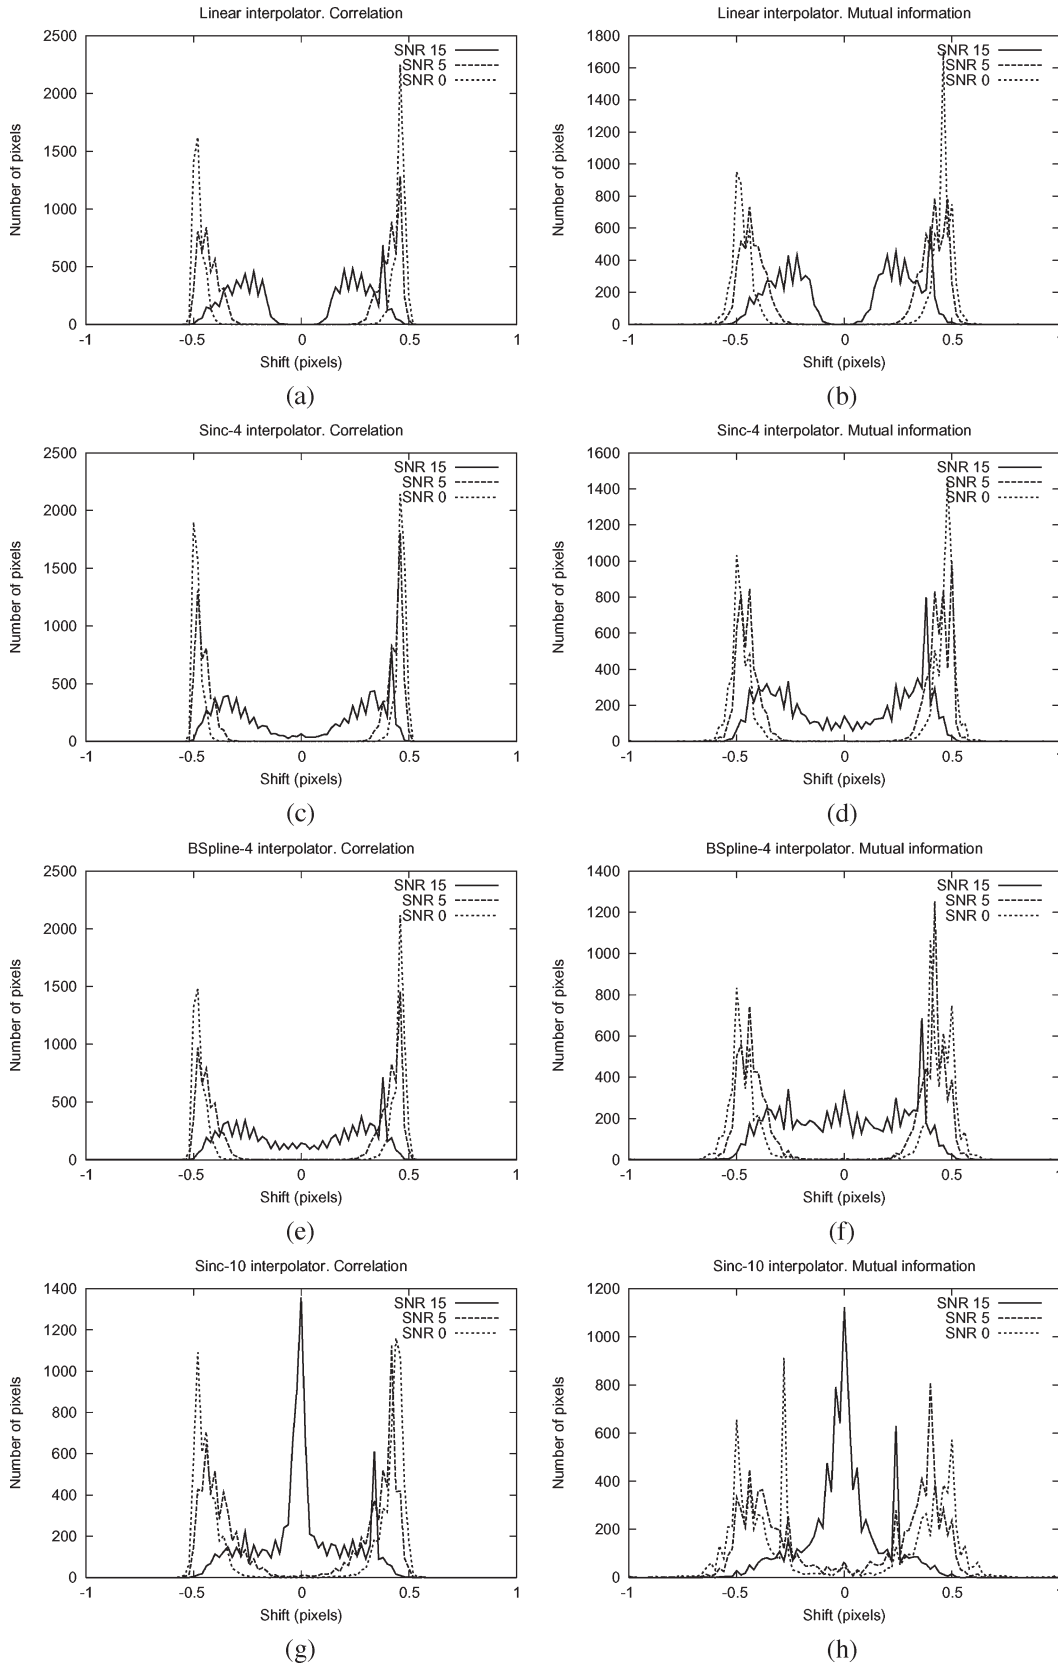 Linear interpolator. Correlation
2500
2000
1500
1000
500
0
Number of pixels
SNR 15
SNR 5
SNR 0
-1
-0.5
0
0.5
1
Shift (pixels)
(a)
Linear interpolator. Mutual information
1800
1600
1400
1200
1000
800
600
400
200
0
Number of pixels
SNR 15
SNR 5
SNR 0
-1
-0.5
0
0.5
1
Shift (pixels)
(b)
Sinc-4 interpolator. Correlation
2500
2000
1500
1000
500
0
Number of pixels
SNR 15
SNR 5
SNR 0
-1
-0.5
0
0.5
1
Shift (pixels)
(c)
Sinc-4 interpolator. Mutual information
1600
1400
1200
1000
800
600
400
200
0
Number of pixels
SNR 15
SNR 5
SNR 0
-1
-0.5
0
0.5
1
Shift (pixels)
(d)
BSpline-4 interpolator. Correlation
2500
2000
1500
1000
500
0
Number of pixels
SNR 15
SNR 5
SNR 0
-1
-0.5
0
0.5
1
Shift (pixels)
(e)
BSpline-4 interpolator. Mutual information
1400
1200
1000
800
600
400
200
0
Number of pixels
SNR 15
SNR 5
SNR 0
-1
-0.5
0
0.5
1
Shift (pixels)
(f)
Sinc-10 interpolator. Correlation
1400
1200
1000
800
600
400
200
0
Number of pixels
SNR 15
SNR 5
SNR 0
-1
-0.5
0
0.5
1
Shift (pixels)
(g)
Sinc-10 interpolator. Mutual information
1200
1000
800
600
400
200
0
Number of pixels
SNR 15
SNR 5
SNR 0
-1
-0.5
0
0.5
1
Shift (pixels)
(h)